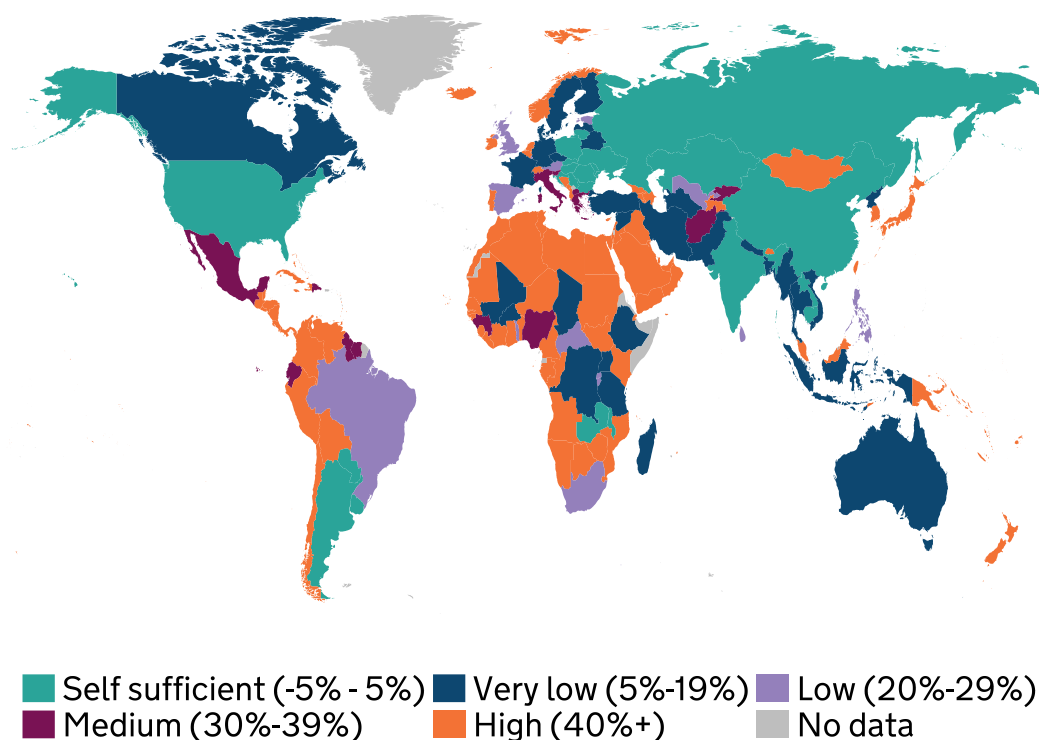 Self sufficient (-5% - 5%) Very low (5%-19%) Low (20%-29%)
Medium (30%-39%) High (40%+) No data